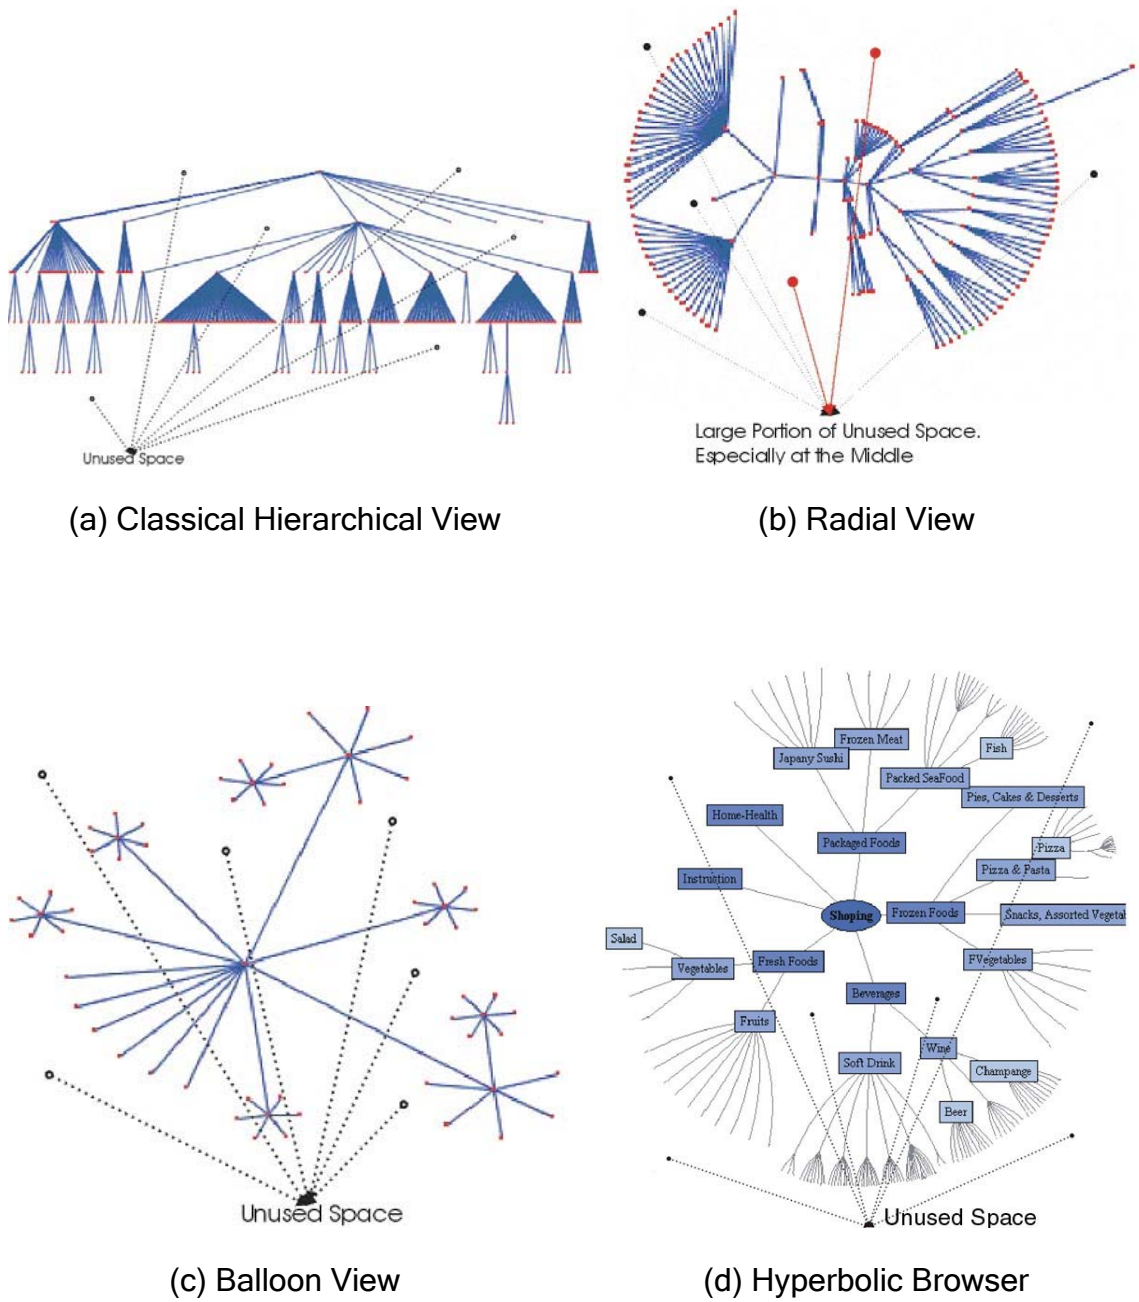 Unused Space
Large Portion of Unused Space.
Especially at the Middle
(a) Classical Hierarchical View
(b) Radial View
Unused Space
(c) Balloon View
Frozen Meat
Fish
Japany Sushi
Packed SeaFood
Pies, Cakes & Desserts
Home-Health
Packaged Foods
Pizza
Pizza & Pasta
Instruction
Shoping
Frozen Foods
Snacks, Assorted Vegetab
Salad
Vegetables
Fresh Foods
FVegetables
Beverages
Fruits
Wine
Soft Drink
Champange
Beer
Unused Space
(d) Hyperbolic Browser